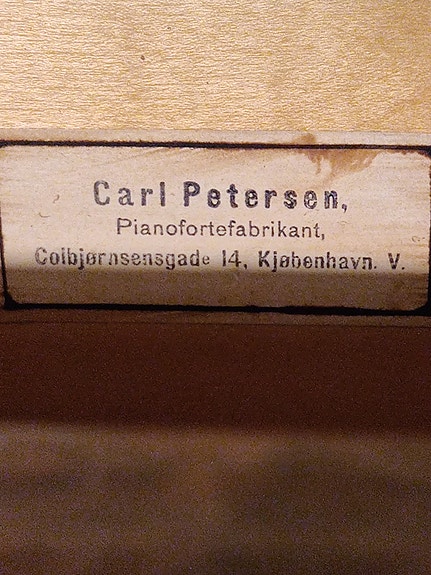 Carl Petersen,
Pianofortefabrikant,
Colbjørnsensgade 14, Kjøbenhavn. V.